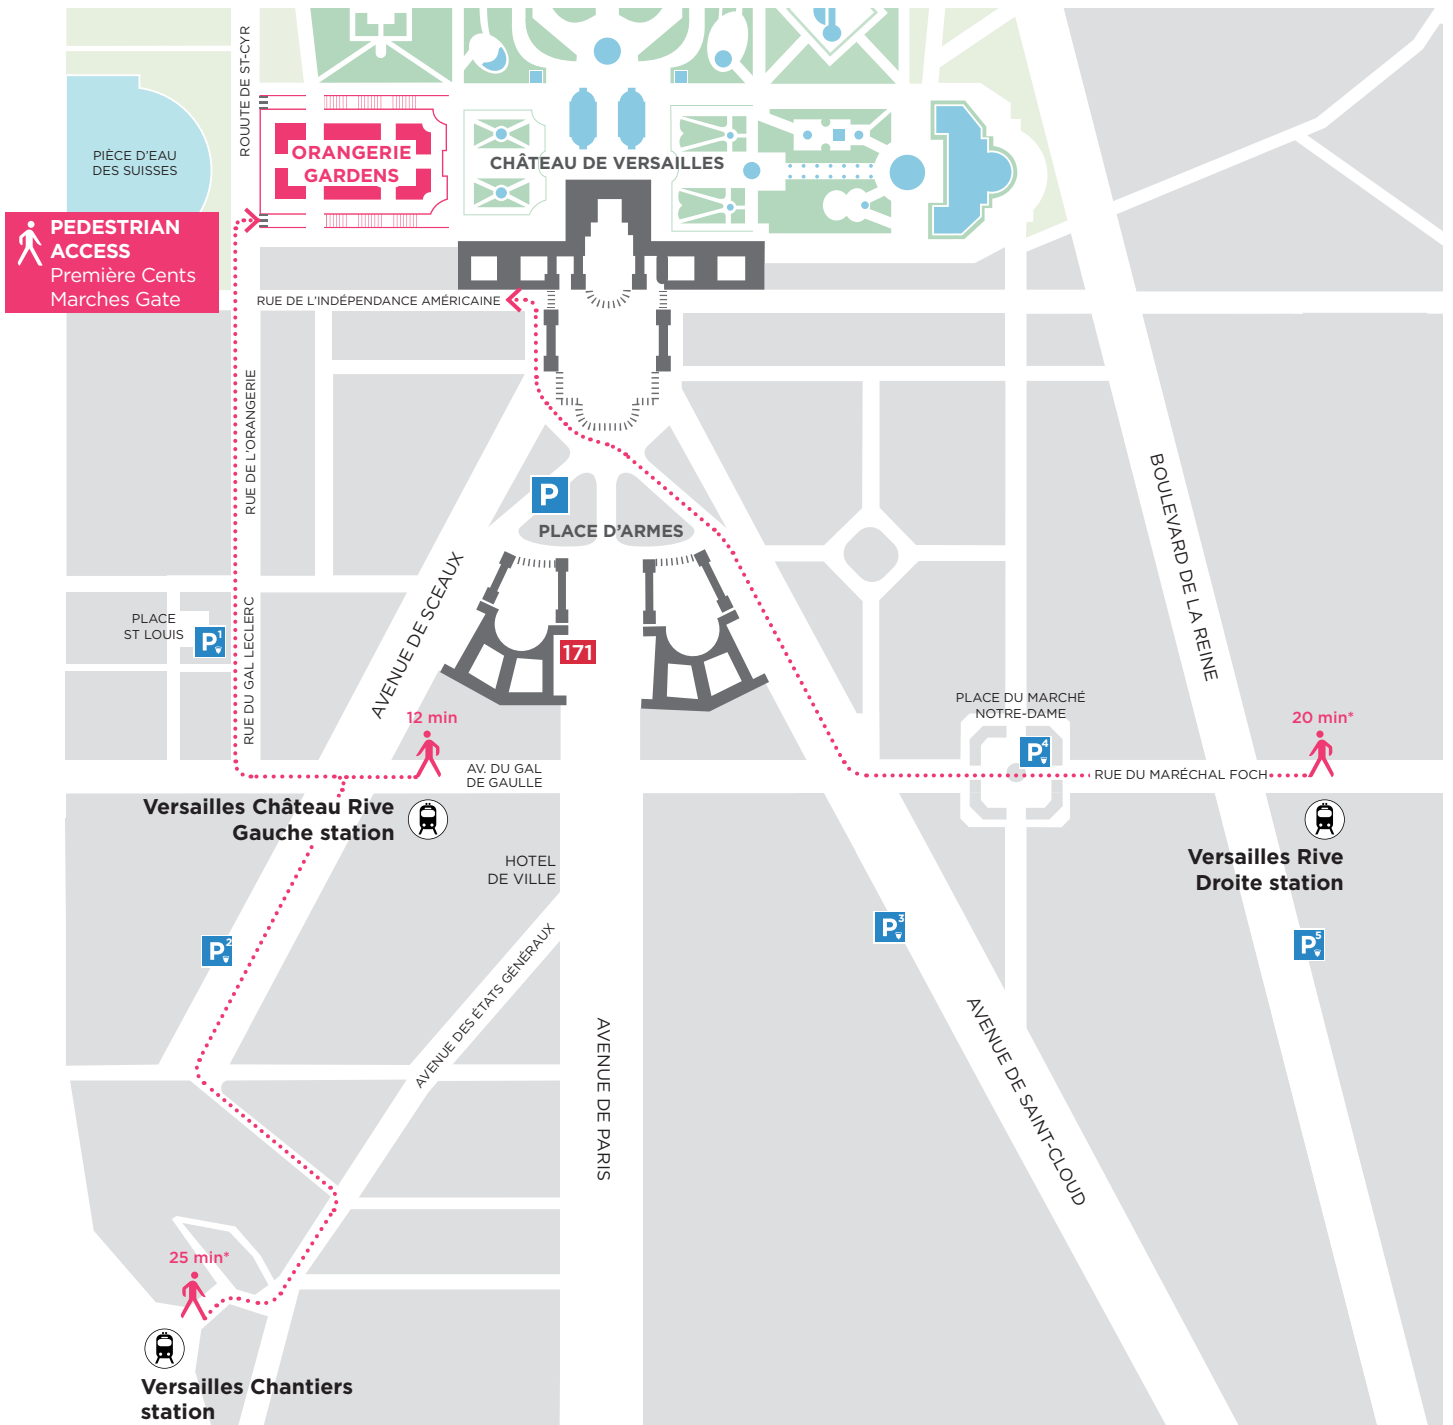 ROUUTE DE ST-CYR
PIÈCE D'EAU
DES SUISSES
ORANGERIE
GARDENS
CHÂTEAU DE VERSAILLES
PEDESTRIAN
ACCESS
Première Cents
Marches Gate
RUE DE L'INDÉPENDANCE AMÉRICAINE
RUE DE L'ORANGERIE
BOULEVARD DE LA REINE
P
PLACE D'ARMES
AVENUE DE SCEAUX
PLACE
ST LOUIS
P1
RUE DU GAL LECLERC
171
PLACE DU MARCHÉ
NOTRE-DAME
12 min
20 min*
P4
AV. DU GAL
DE GAULLE
RUE DU MARÉCHAL FOCH
Versailles Château Rive
Gauche station
Versailles Rive
Droite station
HOTEL
DE VILLE
P2
P3
P5
AVENUE DES ÉTATS GÉNÉRAUX
AVENUE DE PARIS
AVENUE DE SAINT-CLOUD
25 min*
Versailles Chantiers
station